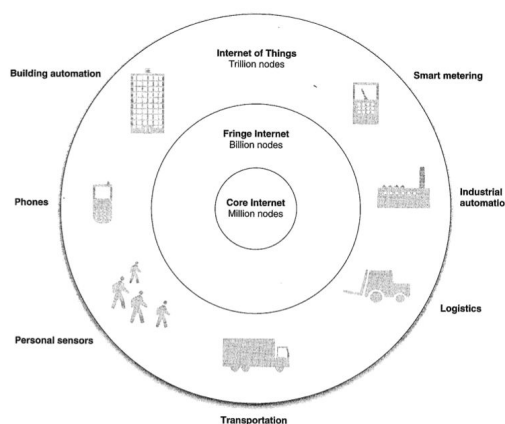 Internet of Things
Trillion nodes
Building automation
Smart metering
Fringe Internet
Billion nodes
Phones
Core Internet
Million nodes
Industrial
automatio
Logistics
Personal sensors
Transportation